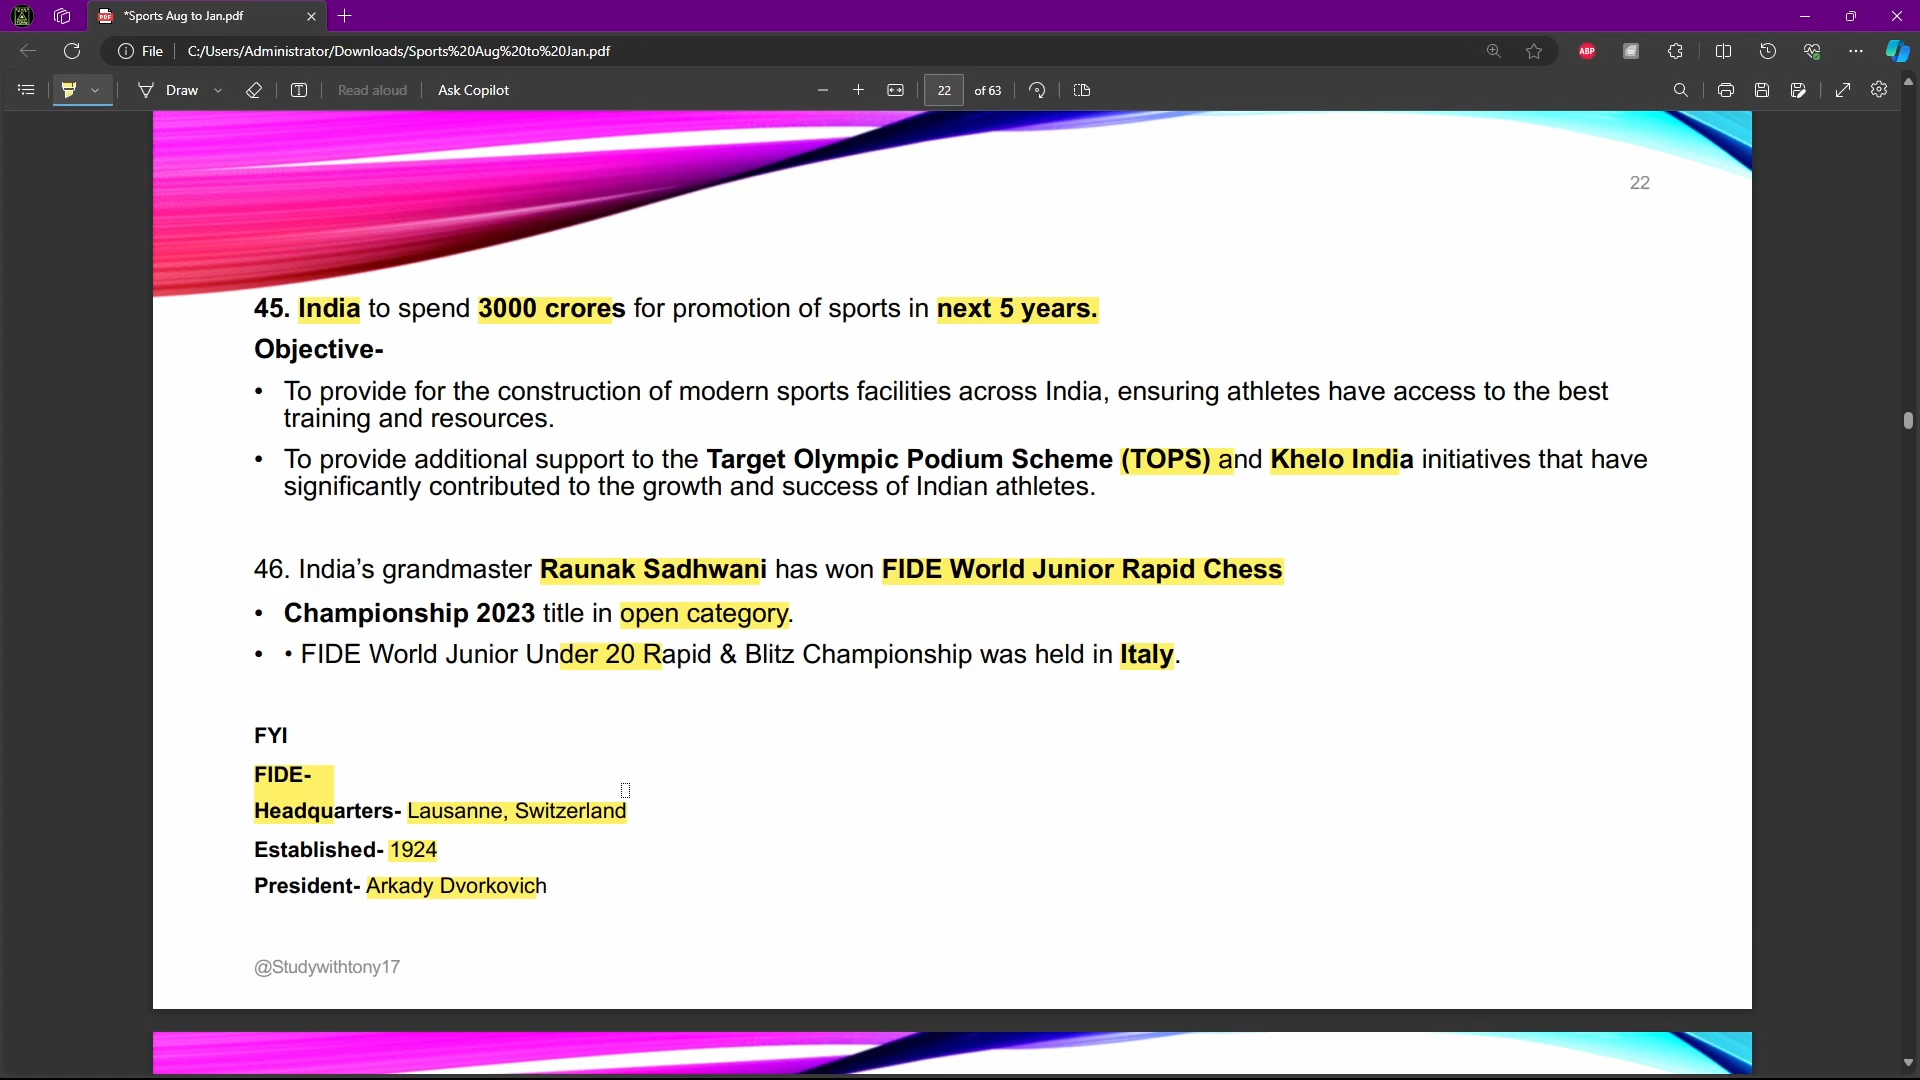 *Sports Aug to Jan.pdf
File
C:/Users/Administrator/Downloads/Sports%20Aug%20to%20Jan.pdf
ABP
Draw
Read aloud
Ask Copilot
22 of 63
22
45. India to spend 3000 crores for promotion of sports in next 5 years.
Objective-
• To provide for the construction of modern sports facilities across India, ensuring athletes have access to the best
training and resources.
• To provide additional support to the Target Olympic Podium Scheme (TOPS) and Khelo India initiatives that have
significantly contributed to the growth and success of Indian athletes.
46. India’s grandmaster Raunak Sadhwani has won FIDE World Junior Rapid Chess
• Championship 2023 title in open category.
• • FIDE World Junior Under 20 Rapid & Blitz Championship was held in Italy.
FYI
FIDE-
Headquarters- Lausanne, Switzerland
Established- 1924
President- Arkady Dvorkovich
@Studywithtony17